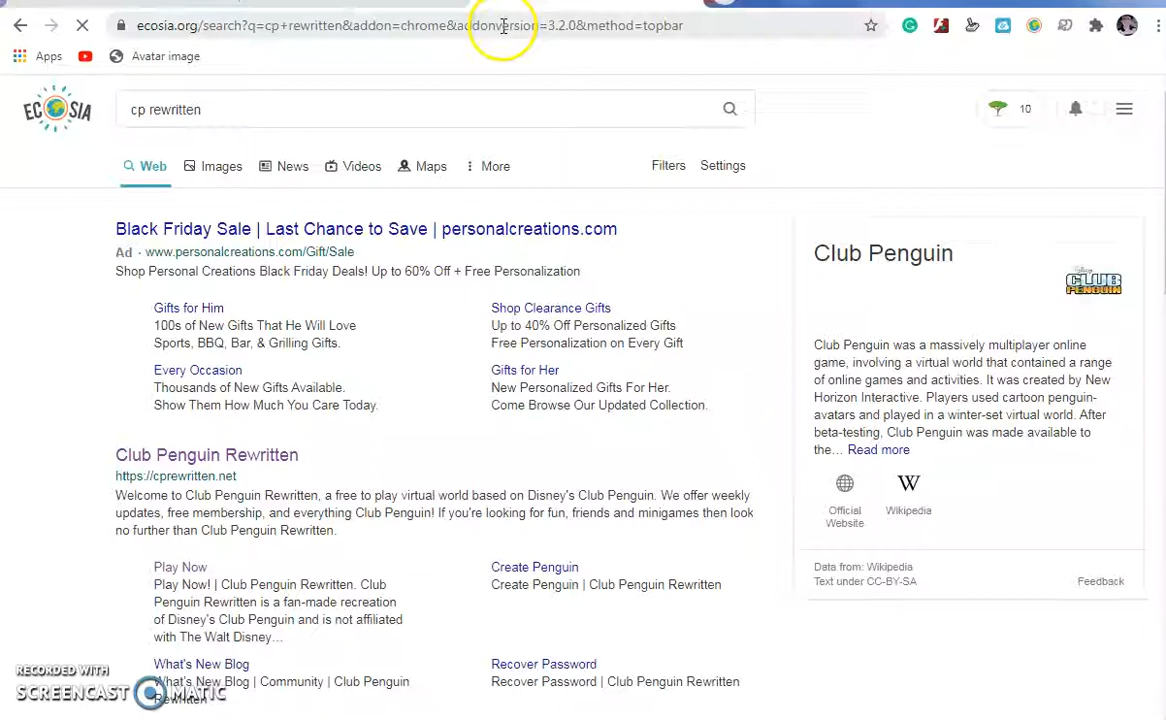 ecosia.org/search?q=cp+rewritten&addon=chrome&addonversion=3.2.0&method=topbar
Apps
Avatar image
ECOSIA
cp rewritten
10
Web
Images
News
Videos
Maps
More
Filters
Settings
Black Friday Sale | Last Chance to Save | personalcreations.com
Ad · www.personalcreations.com/Gift/Sale
Shop Personal Creations Black Friday Deals! Up to 60% Off + Free Personalization
Gifts for Him
100s of New Gifts That He Will Love
Sports, BBQ, Bar, & Grilling Gifts.
Shop Clearance Gifts
Up to 40% Off Personalized Gifts
Free Personalization on Every Gift
Every Occasion
Thousands of New Gifts Available.
Show Them How Much You Care Today.
Gifts for Her
New Personalized Gifts For Her.
Come Browse Our Updated Collection.
Club Penguin Rewritten
https://cprewritten.net
Welcome to Club Penguin Rewritten, a free to play virtual world based on Disney's Club Penguin. We offer weekly
updates, free membership, and everything Club Penguin! If you're looking for fun, friends and minigames then look
no further than Club Penguin Rewritten.
Play Now
Play Now! | Club Penguin Rewritten. Club
Penguin Rewritten is a fan-made recreation
of Disney's Club Penguin and is not affiliated
with The Walt Disney…
Create Penguin
Create Penguin | Club Penguin Rewritten
What's New Blog
What's New Blog | Community | Club Penguin
Rewritten
Recover Password
Recover Password | Club Penguin Rewritten
Club Penguin
CLUB
PENGUIN
Club Penguin was a massively multiplayer online
game, involving a virtual world that contained a range
of online games and activities. It was created by New
Horizon Interactive. Players used cartoon penguin-
avatars and played in a winter-set virtual world. After
beta-testing, Club Penguin was made available to
the… Read more
W
Official
Website
Wikipedia
Data from: Wikipedia
Text under CC-BY-SA
Feedback
RECORDED WITH
SCREENCAST MATIC